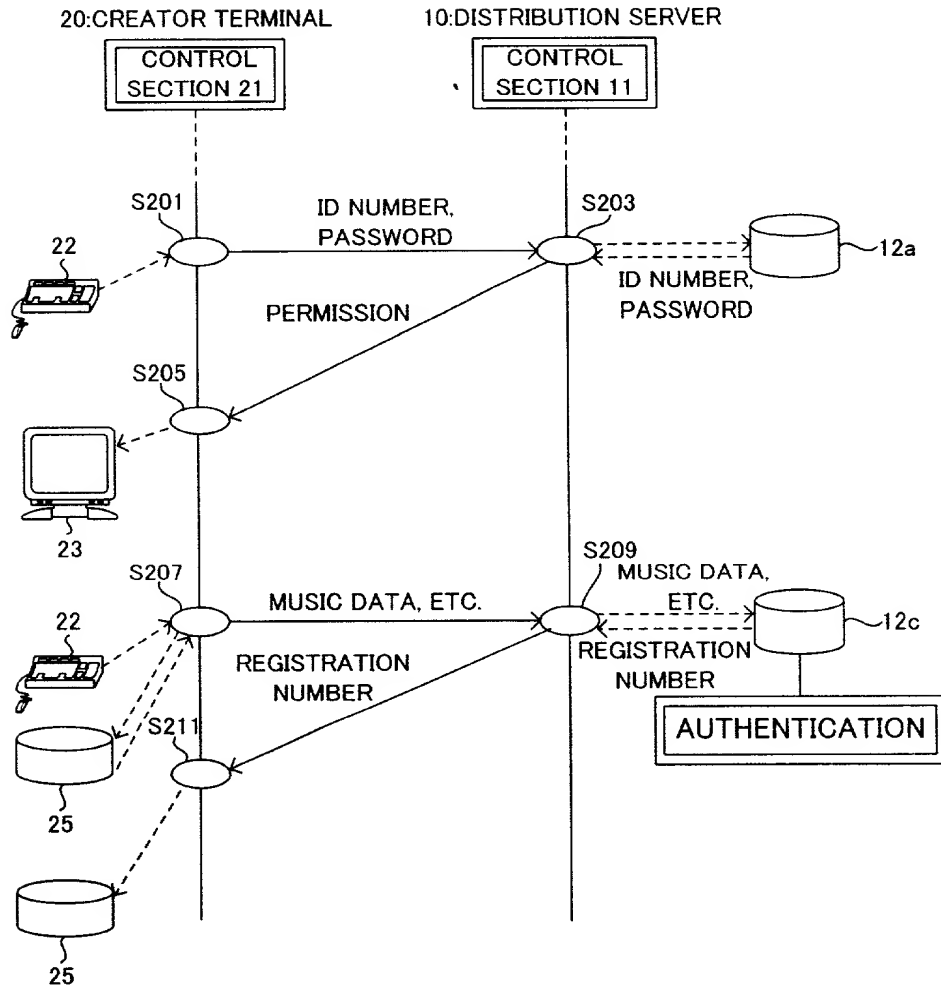 20:CREATOR TERMINAL
10:DISTRIBUTION SERVER
CONTROL
SECTION 21
CONTROL
SECTION 11
S201
ID NUMBER,
PASSWORD
S203
22
12a
ID NUMBER,
PASSWORD
PERMISSION
S205
23
S207
MUSIC DATA, ETC.
S209
MUSIC DATA,
ETC.
12c
22
REGISTRATION
NUMBER
REGISTRATION
NUMBER
S211
AUTHENTICATION
25
25